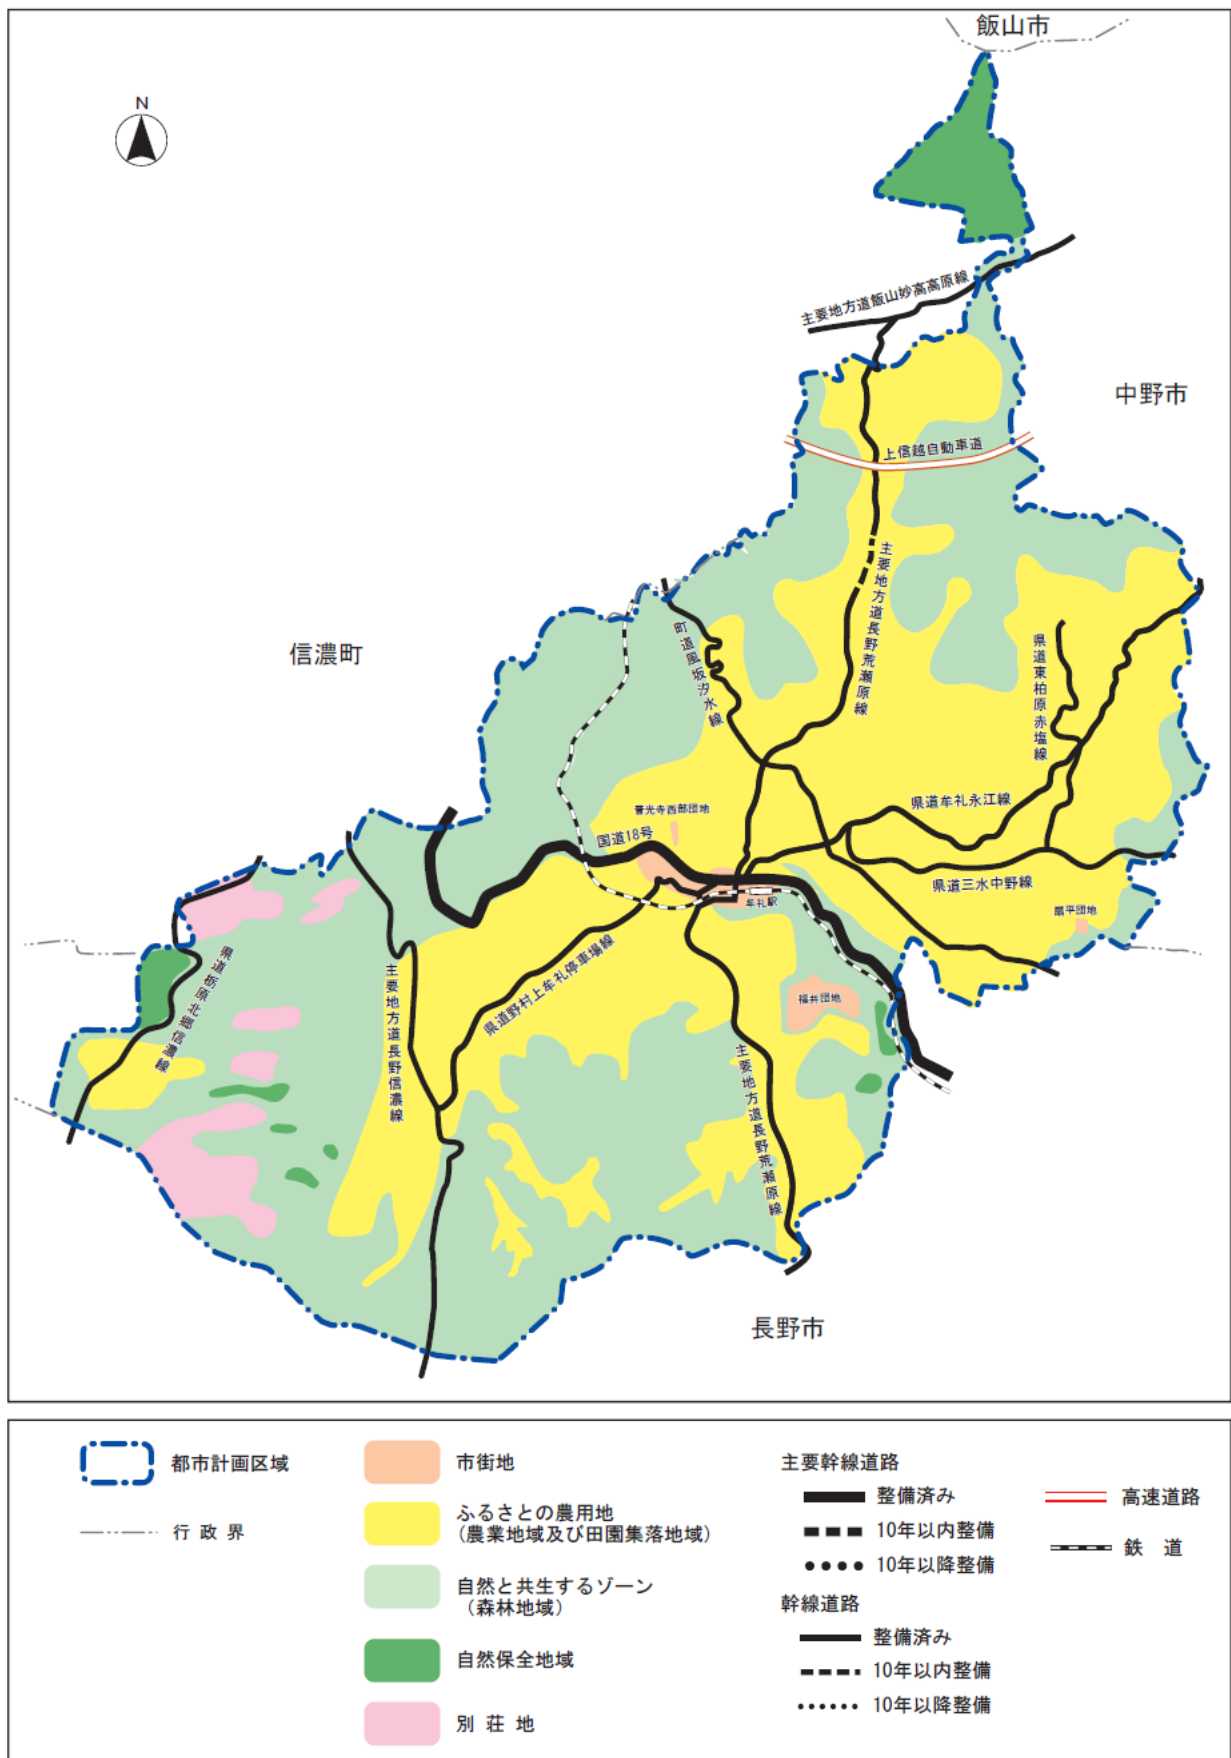 飯山市
N
主要地方道飯山妙高高原線
中野市
上信越自動車道
主要地方道長野荒瀬原線
信濃町
町道風坂汐水線
県道東柏原赤塩線
普光寺西部団地
県道牟礼永江線
国道18号
県道三水中野線
牟礼駅
扇平団地
県道栃原北郷信濃線
主要地方道長野信濃線
県道野村上牟礼停車場線
福井団地
主要地方道長野荒瀬原線
長野市
都市計画区域
行政界
市街地
ふるさとの農用地
(農業地域及び田園集落地域)
自然と共生するゾーン
(森林地域)
自然保全地域
別荘地
主要幹線道路
整備済み
10年以内整備
10年以降整備
幹線道路
整備済み
10年以内整備
10年以降整備
高速道路
鉄 道